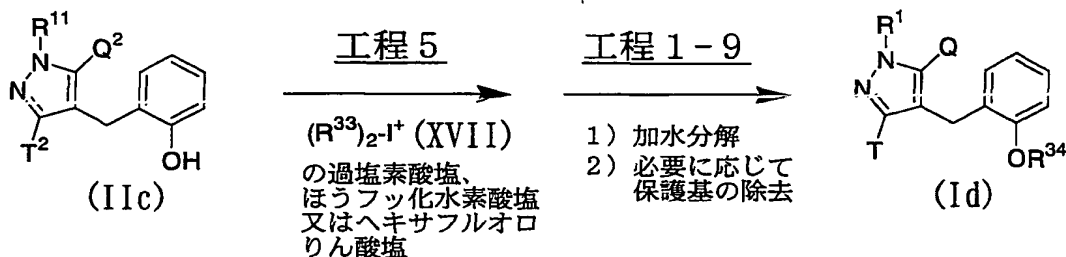 R¹¹
N
Q²
N
T²
OH
(IIc)
工程5
(R³³)₂-I⁺ (XVII)
の過塩素酸塩、
ほうフッ化水素酸塩
又はヘキサフルオロ
りん酸塩
工程1-9
1) 加水分解
2) 必要に応じて
保護基の除去
R¹
N
Q
N
T
OR³⁴
(Id)